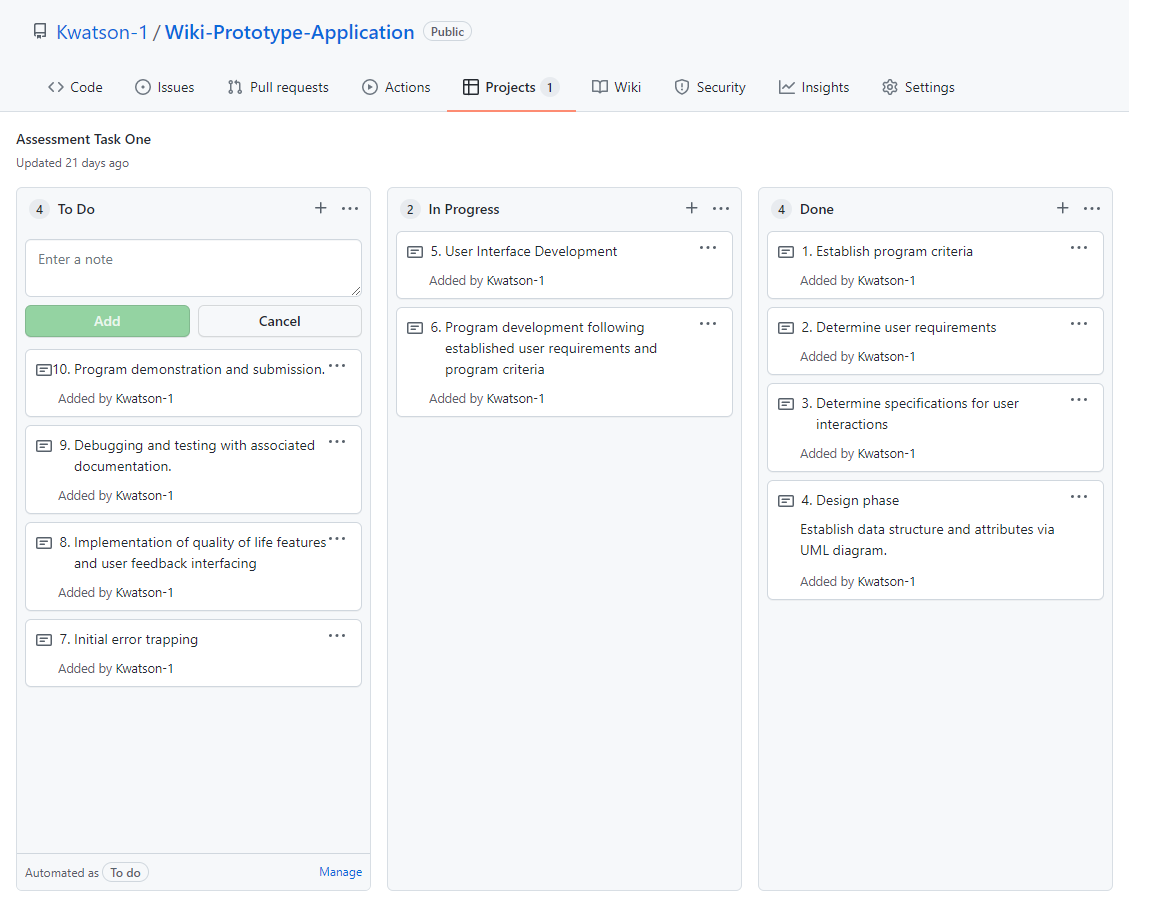 Kwatson-1 / Wiki-Prototype-Application Public
Code Issues Pull requests Actions Projects 1 Wiki Security Insights Settings
Assessment Task One
Updated 21 days ago
4 To Do
Enter a note
Add Cancel
10. Program demonstration and submission.
Added by Kwatson-1
9. Debugging and testing with associated
documentation.
Added by Kwatson-1
8. Implementation of quality of life features
and user feedback interfacing
Added by Kwatson-1
7. Initial error trapping
Added by Kwatson-1
Automated as To do Manage
2 In Progress
5. User Interface Development
Added by Kwatson-1
6. Program development following
established user requirements and
program criteria
Added by Kwatson-1
4 Done
1. Establish program criteria
Added by Kwatson-1
2. Determine user requirements
Added by Kwatson-1
3. Determine specifications for user
interactions
Added by Kwatson-1
4. Design phase
Establish data structure and attributes via
UML diagram.
Added by Kwatson-1